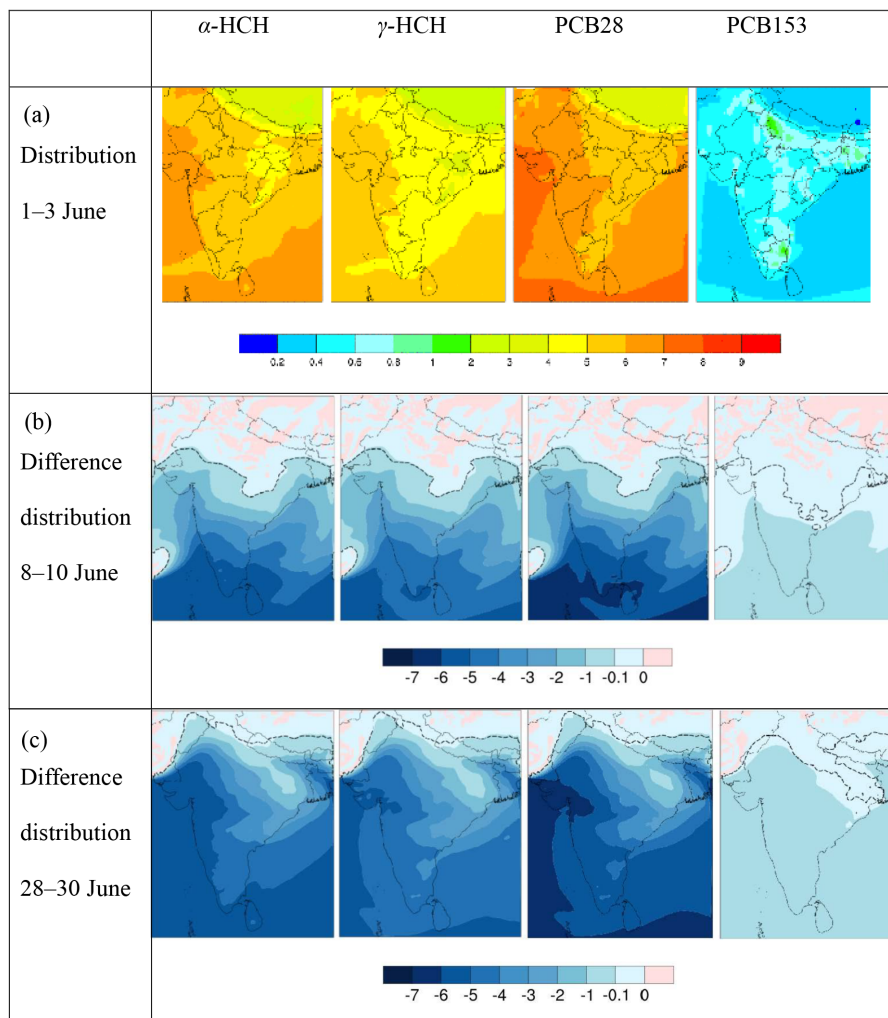 α-HCH γ-HCH PCB28 PCB153
(a)
Distribution
1–3 June
0.2 0.4 0.6 0.8 1 2 3 4 5 6 7 8 9
(b)
Difference
distribution
8–10 June
-7 -6 -5 -4 -3 -2 -1 -0.1 0
(c)
Difference
distribution
28–30 June
-7 -6 -5 -4 -3 -2 -1 -0.1 0